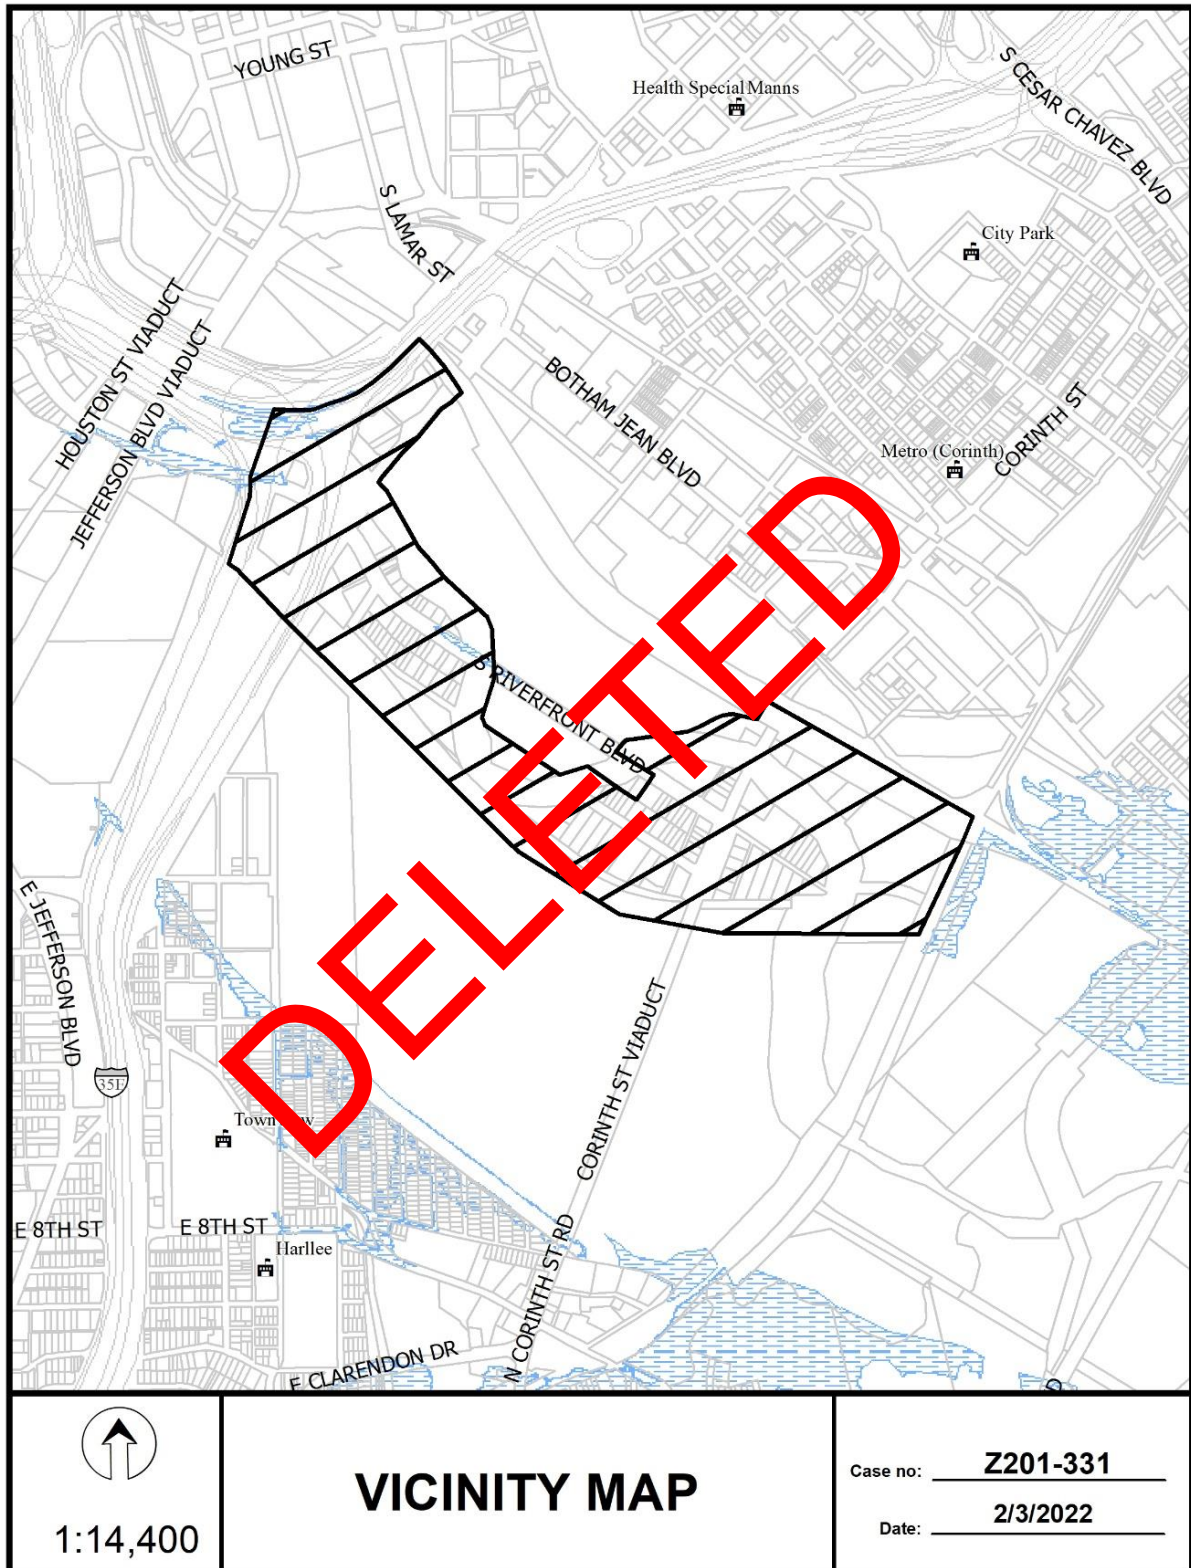 YOUNG ST
Health Special Manns
S CESAR CHAVEZ BLVD
S LAMAR ST
City Park
HOUSTON ST VIADUCT
JEFFERSON BLVD VIADUCT
BOTHAM JEAN BLVD
CORINTH ST
Metro (Corinth)
S RIVERFRONT BLVD
DELETED
E JEFFERSON BLVD
35E
CORINTH ST VIADUCT
E 8TH ST
E 8TH ST
Harllee
N CORINTH ST RD
E CLARENDON DR
1:14,400
VICINITY MAP
Case no: Z201-331
Date: 2/3/2022